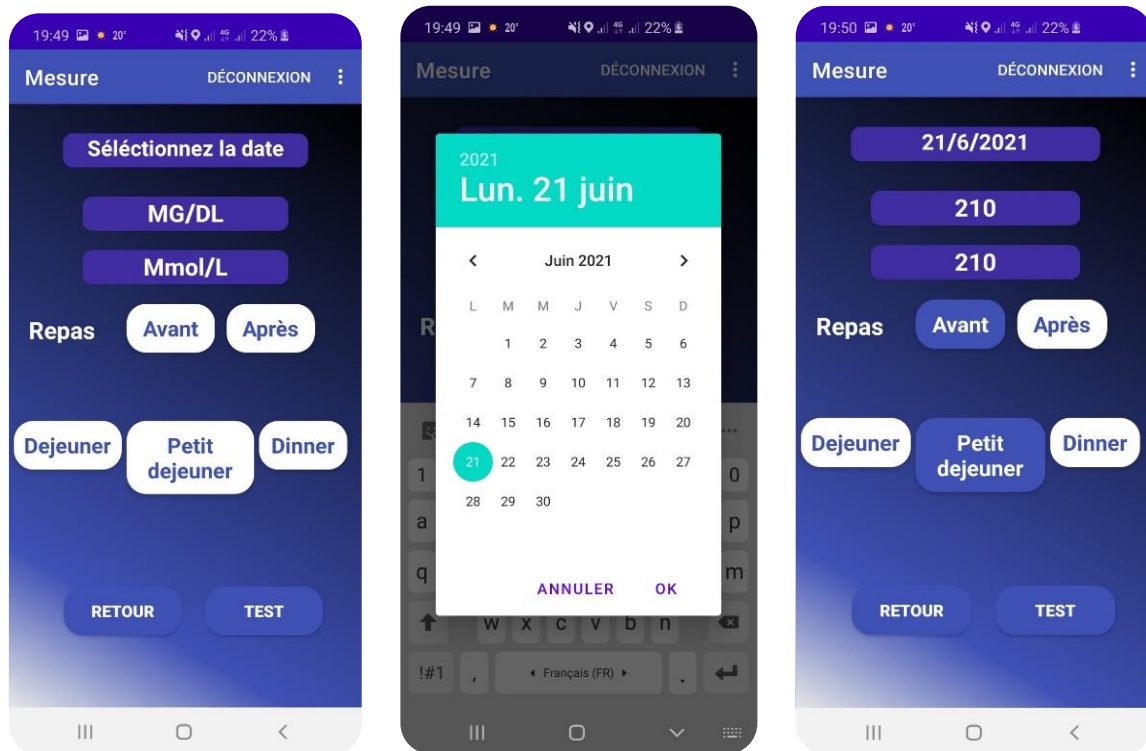 19:49 20°
22%
Mesure DÉCONNEXION
Séléctionnez la date
MG/DL
Mmol/L
Repas Avant Après
Dejeuner Petit dejeuner Dinner
RETOUR TEST
19:49 20°
4G 22%
Mesure DÉCONNEXION
2021
Lun. 21 juin
Juin 2021
L M M J V S D
1 2 3 4 5 6
7 8 9 10 11 12 13
14 15 16 17 18 19 20
21 22 23 24 25 26 27
28 29 30
ANNULER OK
R
1 0
a p
q m
w x c v b n
!#1 , Français (FR) .
19:50 20°
4G 22%
Mesure DÉCONNEXION
21/6/2021
210
210
Repas Avant Après
Dejeuner Petit dejeuner Dinner
RETOUR TEST